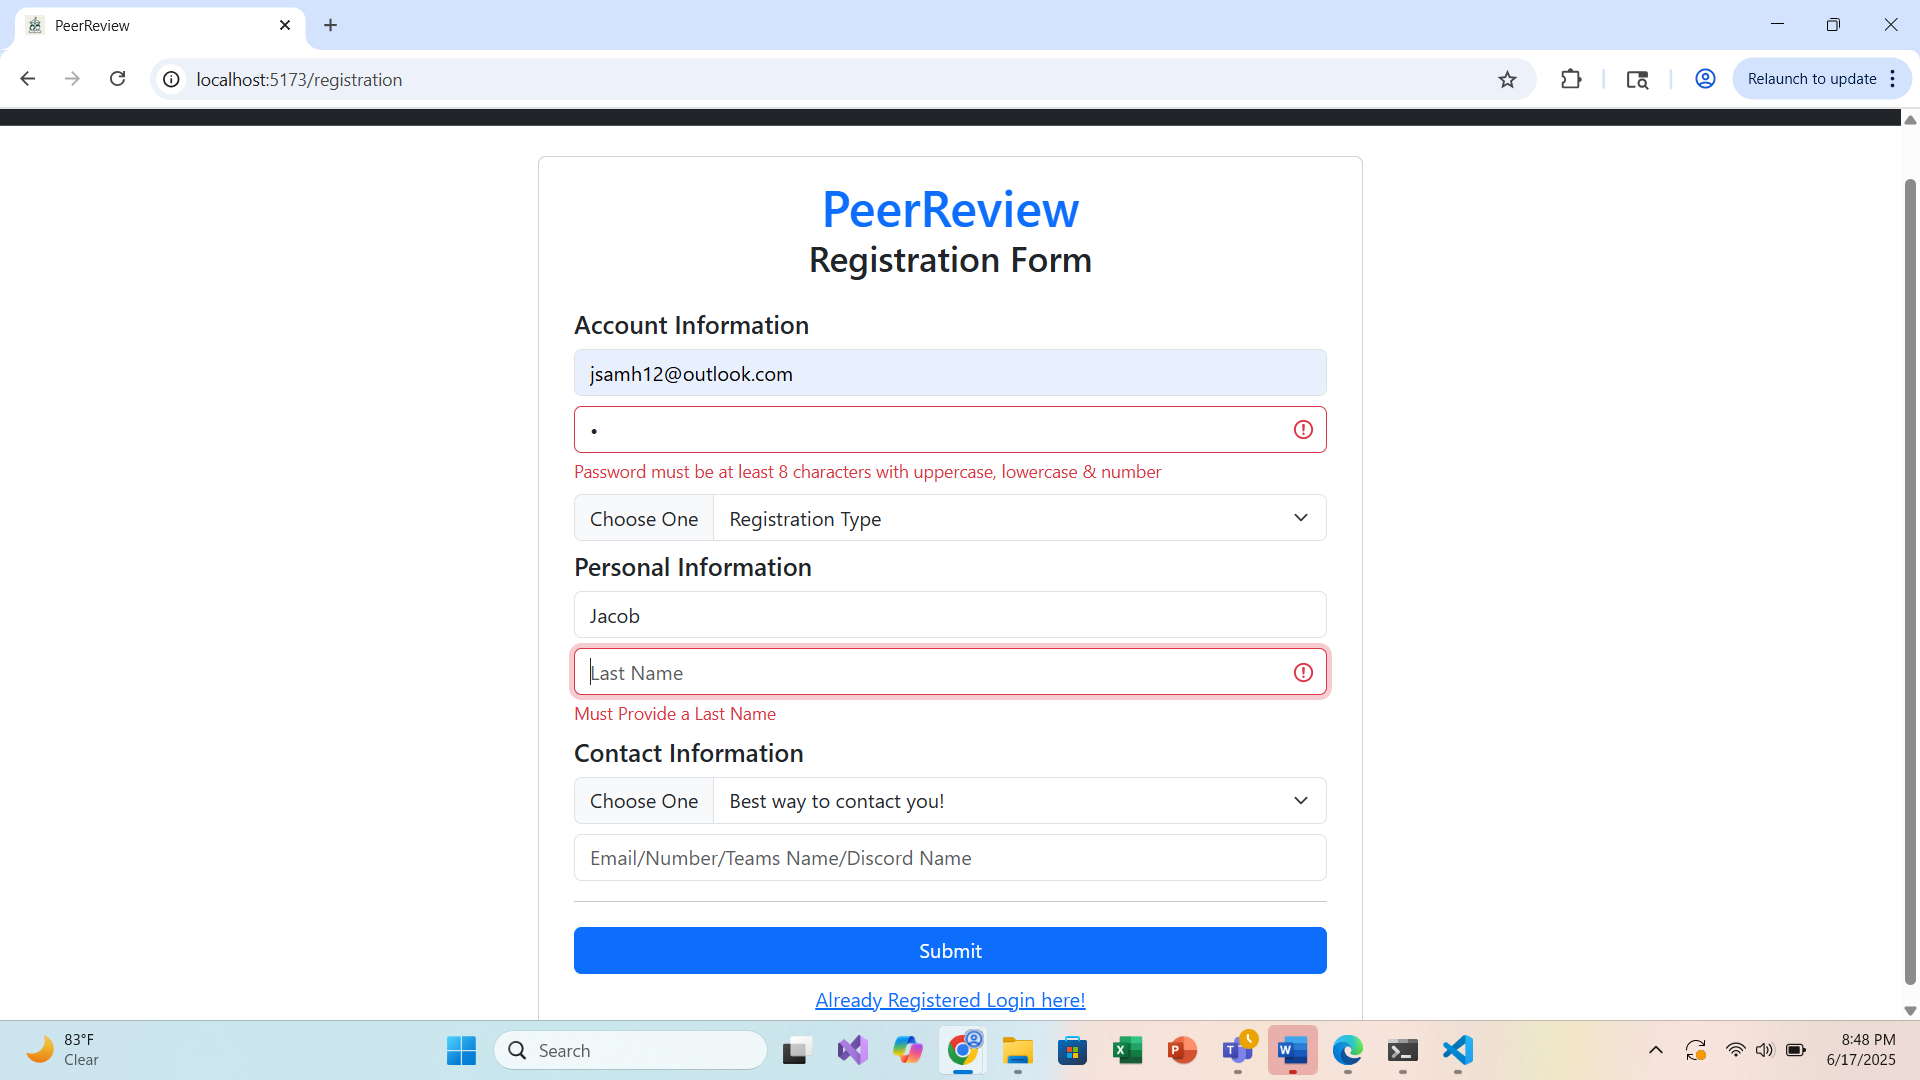 PeerReview
localhost:5173/registration
Relaunch to update
PeerReview
Registration Form
Account Information
jsamh12@outlook.com
•
Password must be at least 8 characters with uppercase, lowercase & number
Choose One Registration Type
Personal Information
Jacob
Last Name
Must Provide a Last Name
Contact Information
Choose One Best way to contact you!
Email/Number/Teams Name/Discord Name
Submit
Already Registered Login here!
83°F
Clear
Search
8:48 PM
6/17/2025